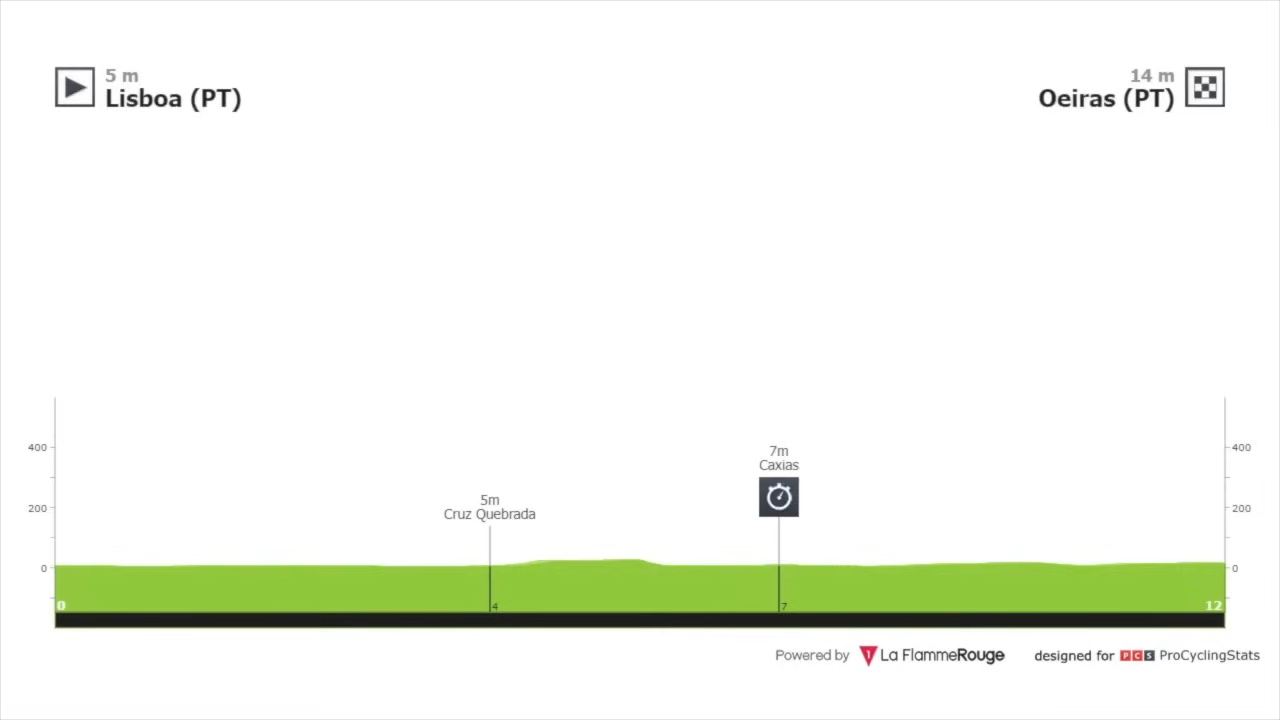 5 m
Lisboa (PT)
14 m
Oeiras (PT)
400
200
0
400
200
0
5m
Cruz Quebrada
7m
Caxias
0
4
7
12
Powered by 1 La FlammeRouge
designed for PCS ProCyclingStats